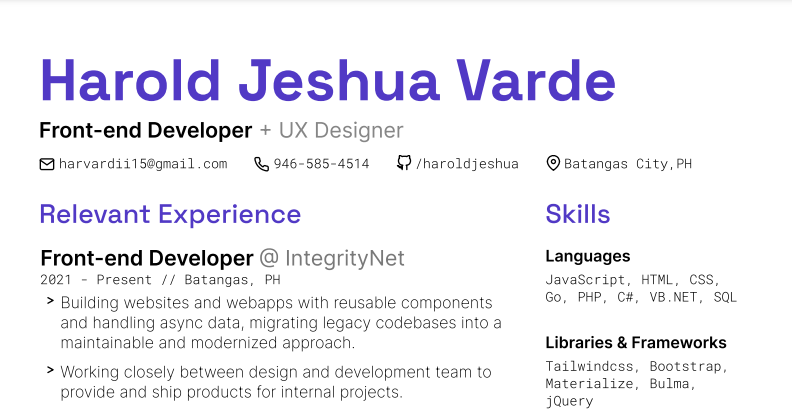 Harold Jeshua Varde
Front-end Developer + UX Designer
harvardii15@gmail.com 946-585-4514 /haroldjeshua Batangas City,PH
Relevant Experience
Front-end Developer @ IntegrityNet
2021 - Present // Batangas, PH
> Building websites and webapps with reusable components
and handling async data, migrating legacy codebases into a
maintainable and modernized approach.
> Working closely between design and development team to
provide and ship products for internal projects.
Skills
Languages
JavaScript, HTML, CSS,
Go, PHP, C#, VB.NET, SQL
Libraries & Frameworks
Tailwindcss, Bootstrap,
Materialize, Bulma,
jQuery